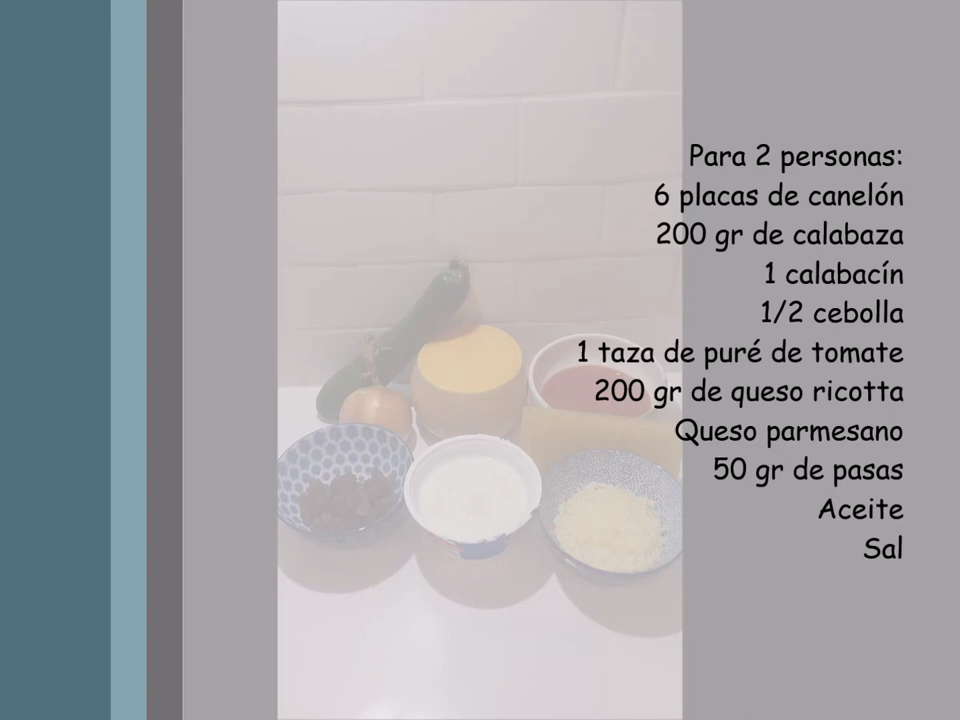 Para 2 personas:
6 placas de canelón
200 gr de calabaza
1 calabacín
1/2 cebolla
1 taza de puré de tomate
200 gr de queso ricotta
Queso parmesano
50 gr de pasas
Aceite
Sal